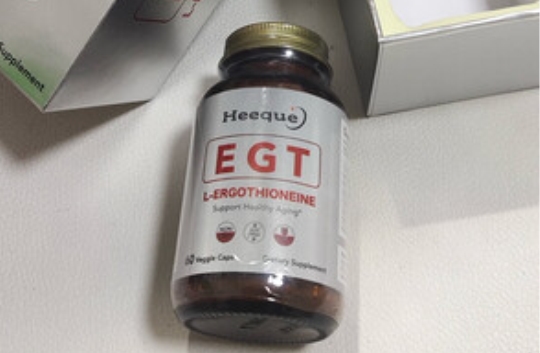 Supplement
Heeque
EGT
L-ERGOTHIONEINE
Support Healthy Aging*
60 Veggie Caps
Dietary Supplement